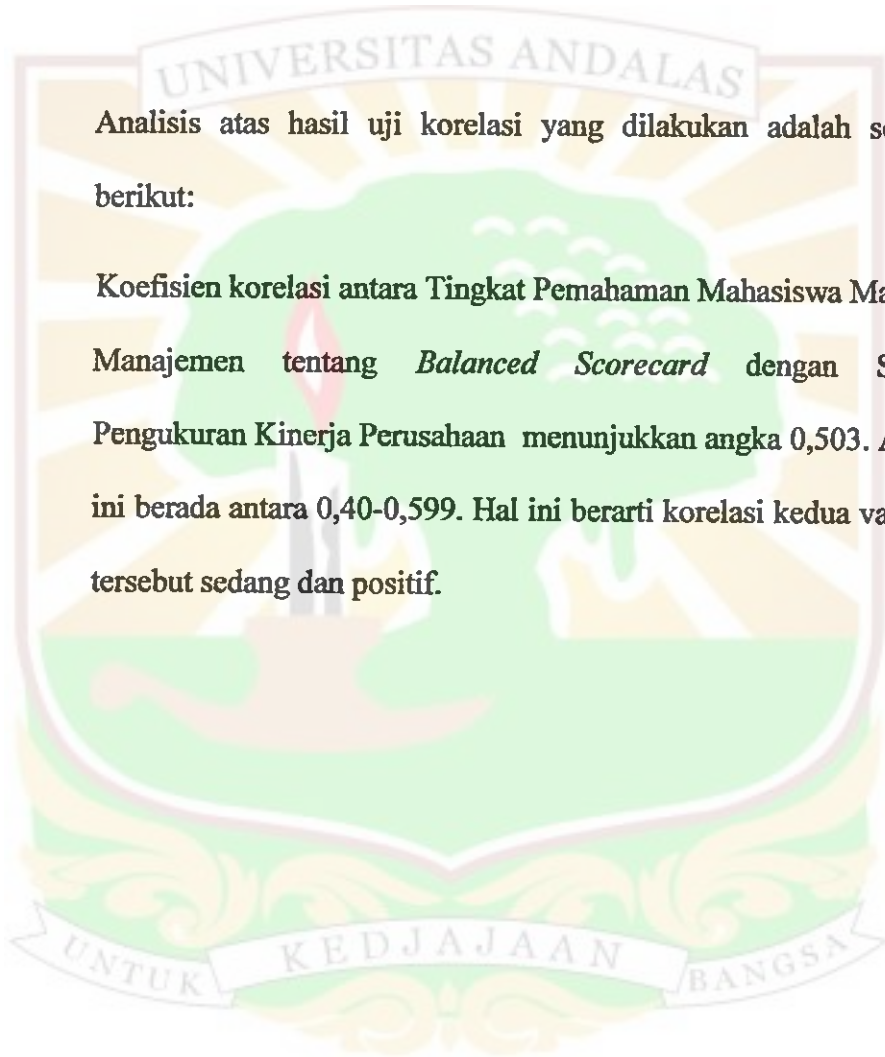 UNIVERSITAS ANDALAS
Analisis atas hasil uji korelasi yang dilakukan adalah
berikut:
Koefisien korelasi antara Tingkat Pemahaman Mahasiswa
Manajemen tentang Balanced Scorecard dengan
Pengukuran Kinerja Perusahaan menunjukkan angka 0,503.
ini berada antara 0,40-0,599. Hal ini berarti korelasi kedua
tersebut sedang dan positif.
UNTUK KEDJAJAAN BANGSA